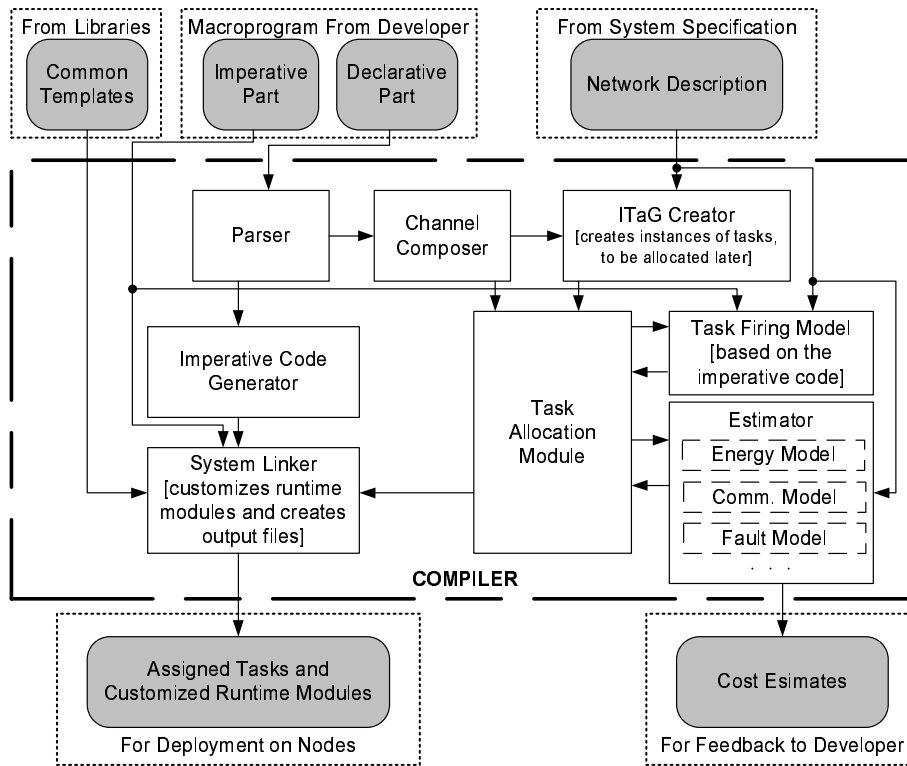 From Libraries
Macroprogram From Developer
From System Specification
Common
Templates
Imperative
Part
Declarative
Part
Network Description
Parser
Channel
Composer
ITaG Creator
[creates instances of tasks,
to be allocated later]
Imperative Code
Generator
Task
Allocation
Module
Task Firing Model
[based on the
imperative code]
Estimator
Energy Model
Comm. Model
Fault Model
. . .
System Linker
[customizes runtime
modules and creates
output files]
COMPILER
Assigned Tasks and
Customized Runtime Modules
For Deployment on Nodes
Cost Esimates
For Feedback to Developer